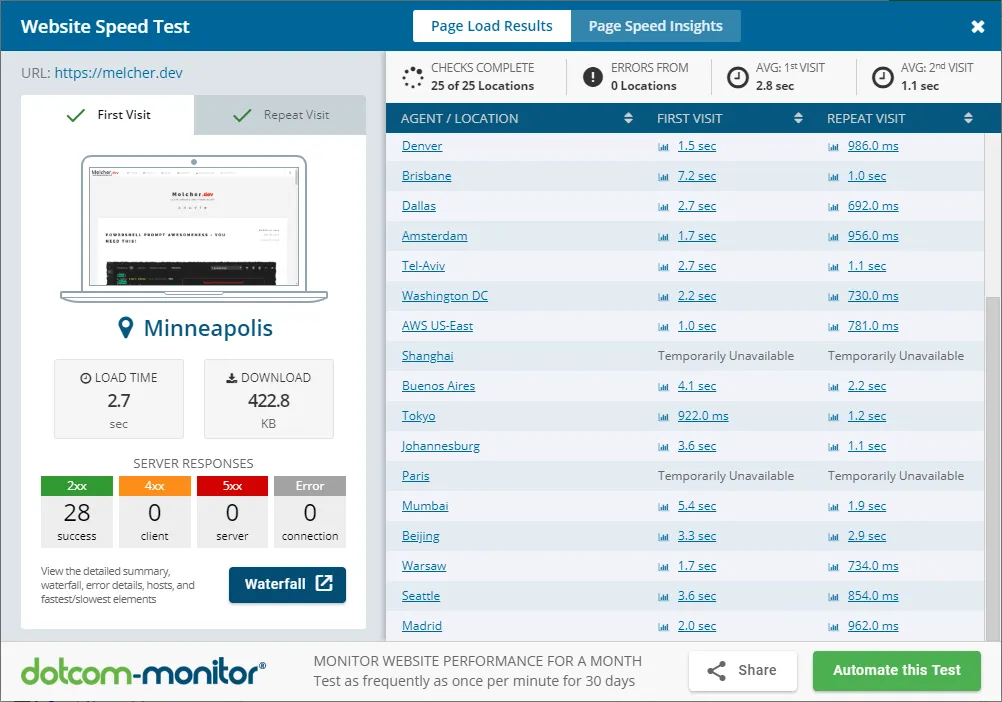 Website Speed Test
Page Load Results
Page Speed Insights
URL: https://melcher.dev
First Visit
Repeat Visit
Melcher.dev
POWERSHELL PROMPT AWESOMENESS - YOU
NEED THIS!
Minneapolis
LOAD TIME
2.7
sec
DOWNLOAD
422.8
KB
SERVER RESPONSES
2xx 4xx 5xx Error
28 0 0 0
success client server connection
View the detailed summary,
waterfall, error details, hosts, and
fastest/slowest elements
Waterfall
CHECKS COMPLETE
25 of 25 Locations
ERRORS FROM
0 Locations
AVG: 1st VISIT
2.8 sec
AVG: 2nd VISIT
1.1 sec
AGENT / LOCATION FIRST VISIT REPEAT VISIT
Denver 1.5 sec 986.0 ms
Brisbane 7.2 sec 1.0 sec
Dallas 2.7 sec 692.0 ms
Amsterdam 1.7 sec 956.0 ms
Tel-Aviv 2.7 sec 1.1 sec
Washington DC 2.2 sec 730.0 ms
AWS US-East 1.0 sec 781.0 ms
Shanghai Temporarily Unavailable Temporarily Unavailable
Buenos Aires 4.1 sec 2.2 sec
Tokyo 922.0 ms 1.2 sec
Johannesburg 3.6 sec 1.1 sec
Paris Temporarily Unavailable Temporarily Unavailable
Mumbai 5.4 sec 1.9 sec
Beijing 3.3 sec 2.9 sec
Warsaw 1.7 sec 734.0 ms
Seattle 3.6 sec 854.0 ms
Madrid 2.0 sec 962.0 ms
dotcom-monitor®
MONITOR WEBSITE PERFORMANCE FOR A MONTH
Test as frequently as once per minute for 30 days
Share
Automate this Test